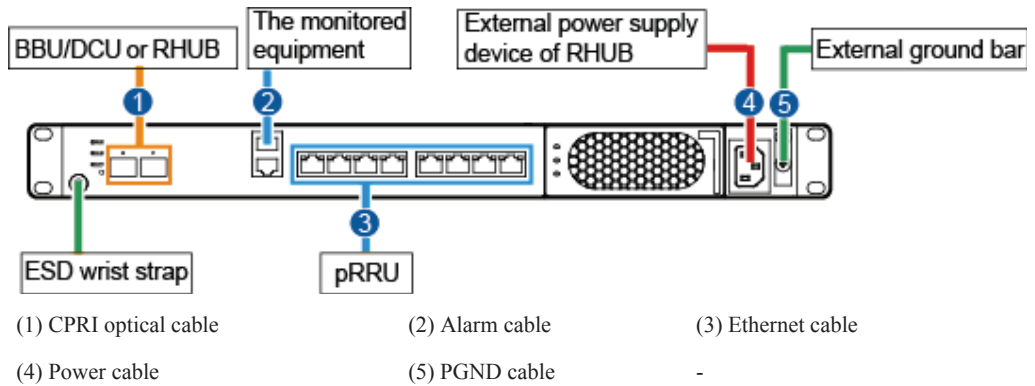 BBU/DCU or RHUB
The monitored
equipment
External power supply
device of RHUB
External ground bar
1
2
4
5
3
ESD wrist strap
pRRU
(1) CPRI optical cable
(2) Alarm cable
(3) Ethernet cable
(4) Power cable
(5) PGND cable
-